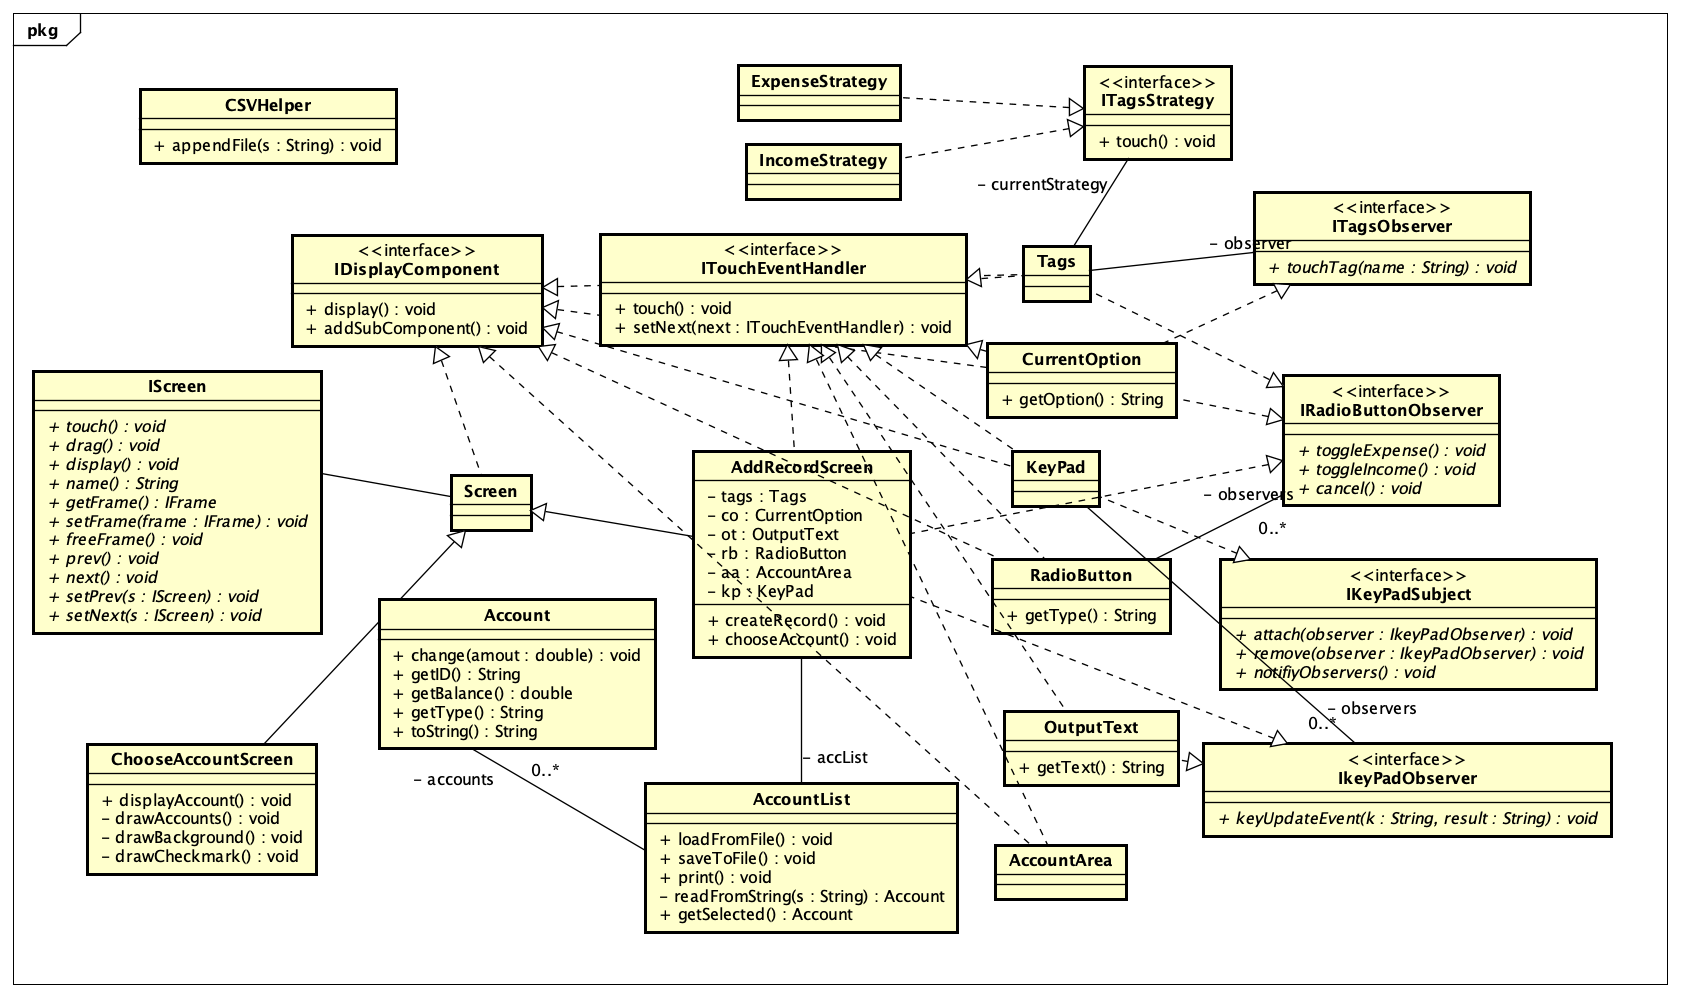 pkg
CSVHelper
+ appendFile(s : String) : void
ExpenseStrategy
IncomeStrategy
<<interface>>
ITagsStrategy
+ touch() : void
- currentStrategy
<<interface>>
ITagsObserver
+ touchTag(name : String) : void
- observer
Tags
<<interface>>
IDisplayComponent
+ display() : void
+ addSubComponent() : void
<<interface>>
ITouchEventHandler
+ touch() : void
+ setNext(next : ITouchEventHandler) : void
CurrentOption
+ getOption() : String
<<interface>>
IRadioButtonObserver
+ toggleExpense() : void
+ toggleIncome() : void
+ cancel() : void
IScreen
+ touch() : void
+ drag() : void
+ display() : void
+ name() : String
+ getFrame() : IFrame
+ setFrame(frame : IFrame) : void
+ freeFrame() : void
+ prev() : void
+ next() : void
+ setPrev(s : IScreen) : void
+ setNext(s : IScreen) : void
Screen
AddRecordScreen
- tags : Tags
- co : CurrentOption
- ot : OutputText
- rb : RadioButton
- aa : AccountArea
- kp : KeyPad
+ createRecord() : void
+ chooseAccount() : void
KeyPad
- observers
0..*
RadioButton
+ getType() : String
<<interface>>
IKeyPadSubject
+ attach(observer : IkeyPadObserver) : void
+ remove(observer : IkeyPadObserver) : void
+ notifiyObservers() : void
Account
+ change(amout : double) : void
+ getID() : String
+ getBalance() : double
+ getType() : String
+ toString() : String
- observers
0..*
OutputText
+ getText() : String
<<interface>>
IkeyPadObserver
+ keyUpdateEvent(k : String, result : String) : void
ChooseAccountScreen
+ displayAccount() : void
- drawAccounts() : void
- drawBackground() : void
- drawCheckmark() : void
- accounts
0..*
- accList
AccountList
+ loadFromFile() : void
+ saveToFile() : void
+ print() : void
- readFromString(s : String) : Account
+ getSelected() : Account
AccountArea